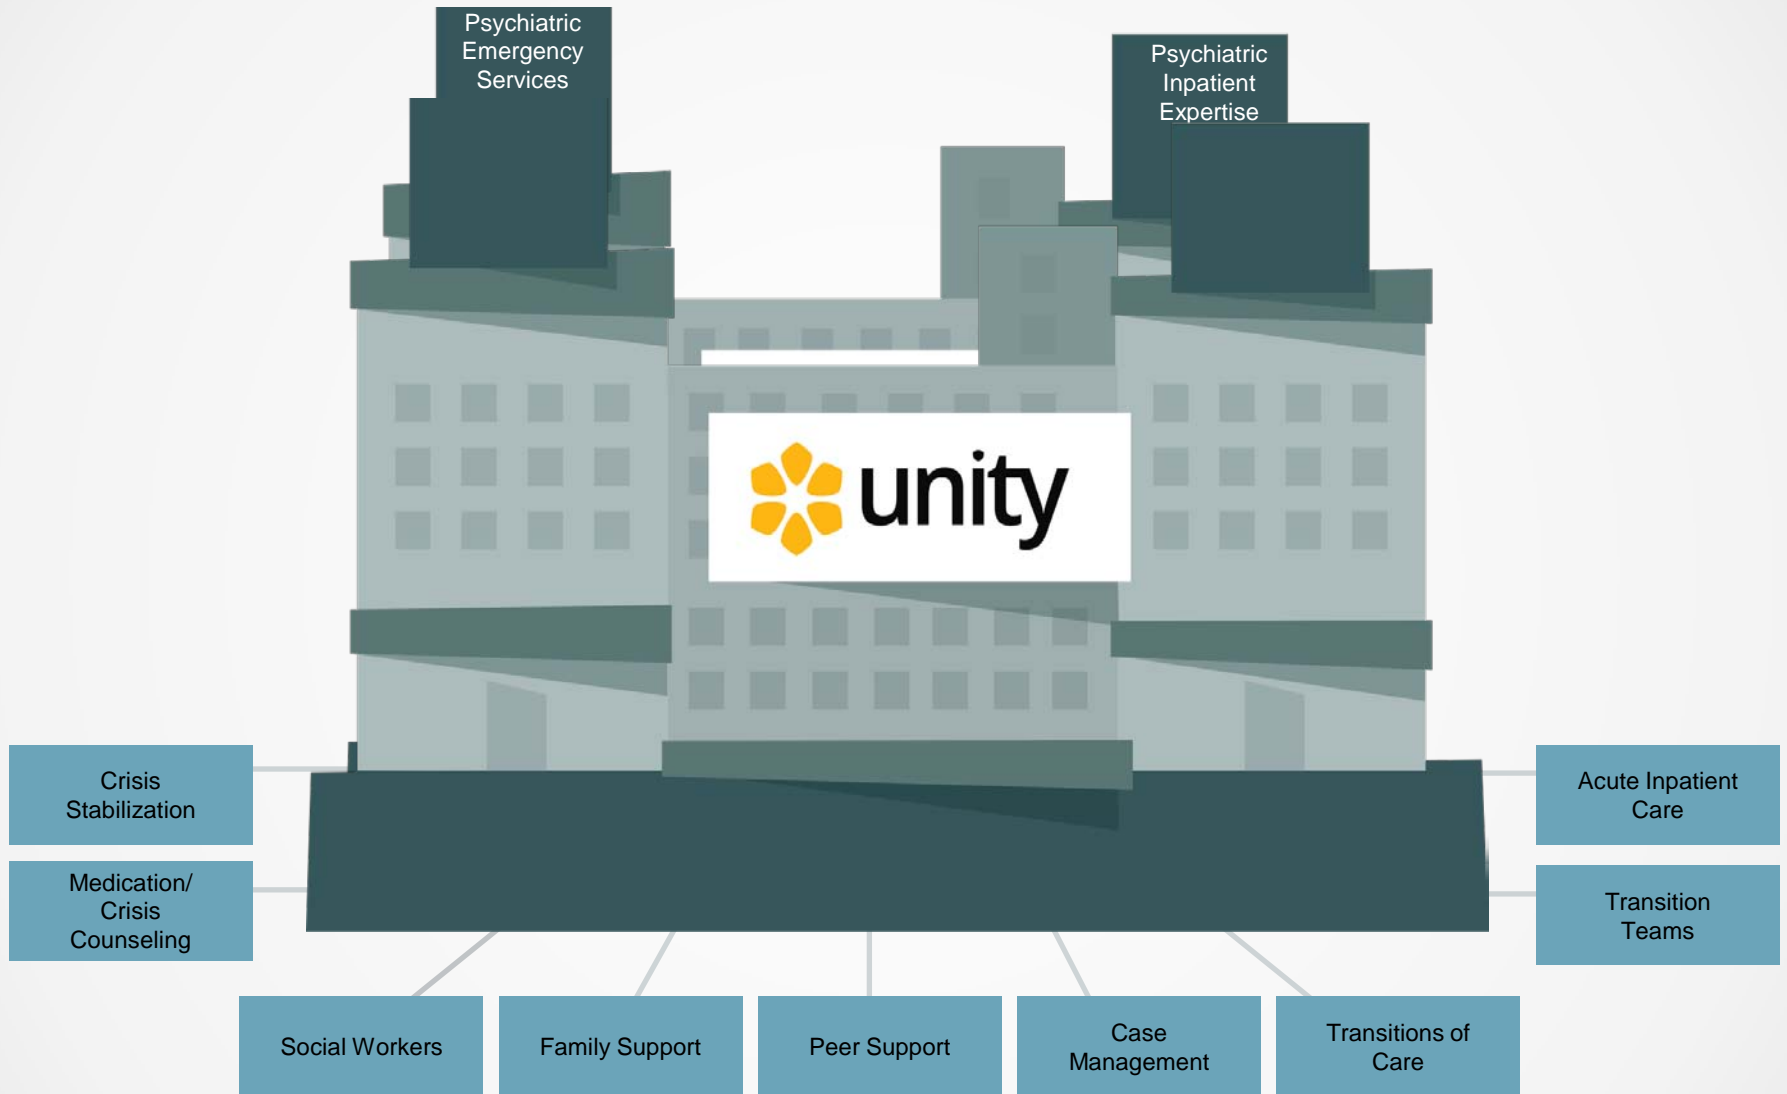 Psychiatric
Emergency
Services
Psychiatric
Inpatient
Expertise
unity
Crisis
Stabilization
Acute Inpatient
Care
Medication/
Crisis
Counseling
Transition
Teams
Social Workers
Family Support
Peer Support
Case
Management
Transitions of
Care